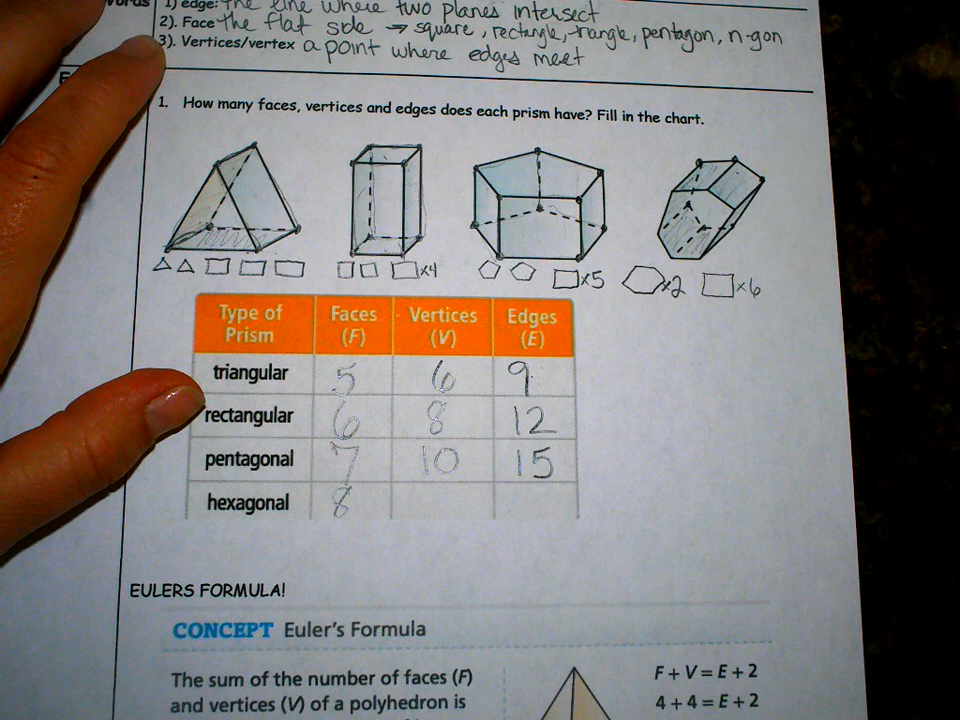 1) edge: the line where two planes intersect
2). Face the flat side → square, rectangle, triangle, pentagon, n-gon
3). Vertices/vertex a point where edges meet
1. How many faces, vertices and edges does each prism have? Fill in the chart.
x4 x5 x2 x6
Type of Prism Faces (F) Vertices (V) Edges (E)
triangular 5 6 9
rectangular 6 8 12
pentagonal 7 10 15
hexagonal 8
EULERS FORMULA!
CONCEPT Euler's Formula
The sum of the number of faces (F) F + V = E + 2
and vertices (V) of a polyhedron is 4 + 4 = E + 2